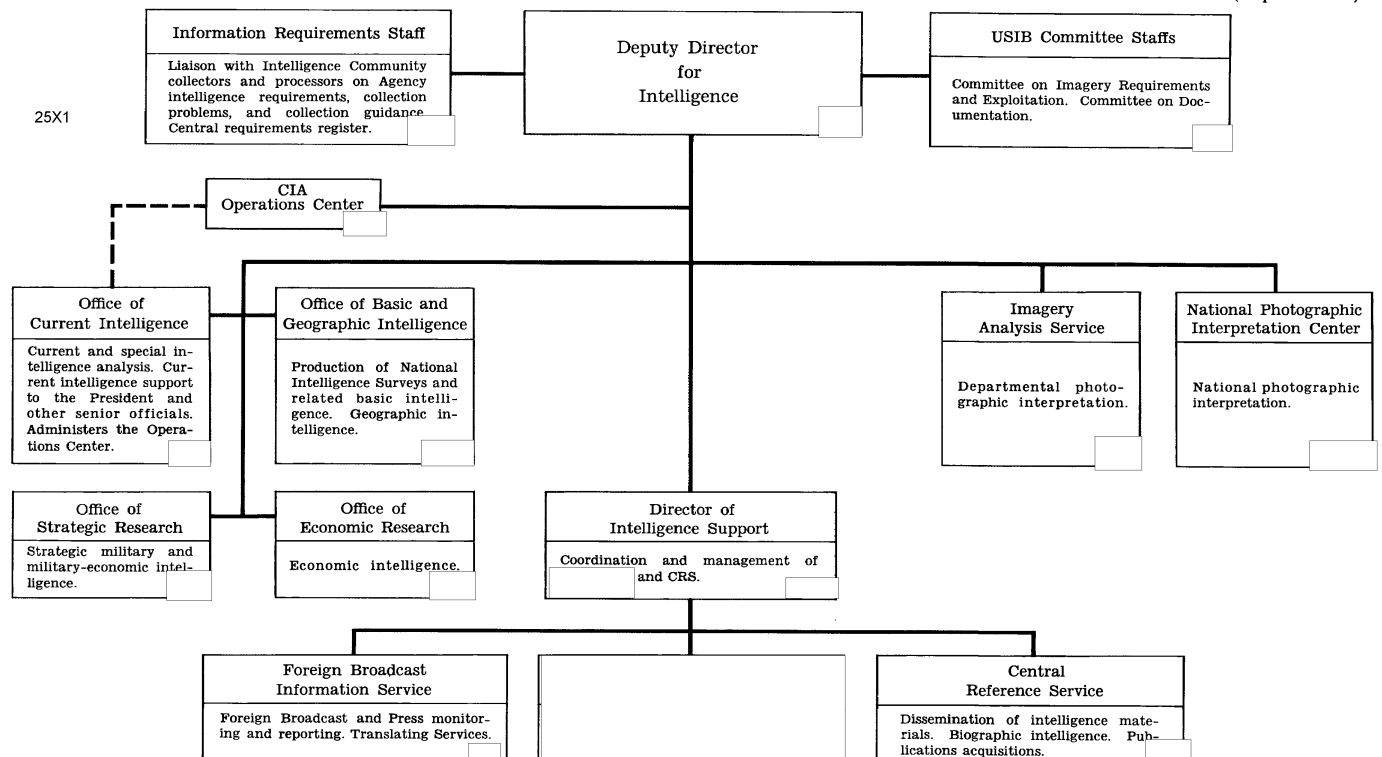 Information Requirements Staff
Liaison with Intelligence Community
collectors and processors on Agency
intelligence requirements, collection
problems, and collection guidance
Central requirements register.
Deputy Director
for
Intelligence
USIB Committee Staffs
Committee on Imagery Requirements
and Exploitation. Committee on Doc-
umentation.
25X1
CIA
Operations Center
Office of
Current Intelligence
Current and special in-
telligence analysis. Cur-
rent intelligence support
to the President and
other senior officials.
Administers the Opera-
tions Center.
Office of Basic and
Geographic Intelligence
Production of National
Intelligence Surveys and
related basic intelli-
gence. Geographic in-
telligence.
Imagery
Analysis Service
Departmental photo-
graphic interpretation.
National Photographic
Interpretation Center
National photographic
interpretation.
Office of
Strategic Research
Strategic military and
military-economic intel-
ligence.
Office of
Economic Research
Economic intelligence.
Director of
Intelligence Support
Coordination and management of
and CRS.
Foreign Broadcast
Information Service
Foreign Broadcast and Press monitor-
ing and reporting. Translating Services.
Central
Reference Service
Dissemination of intelligence mate-
rials. Biographic intelligence. Pub-
lications acquisitions.